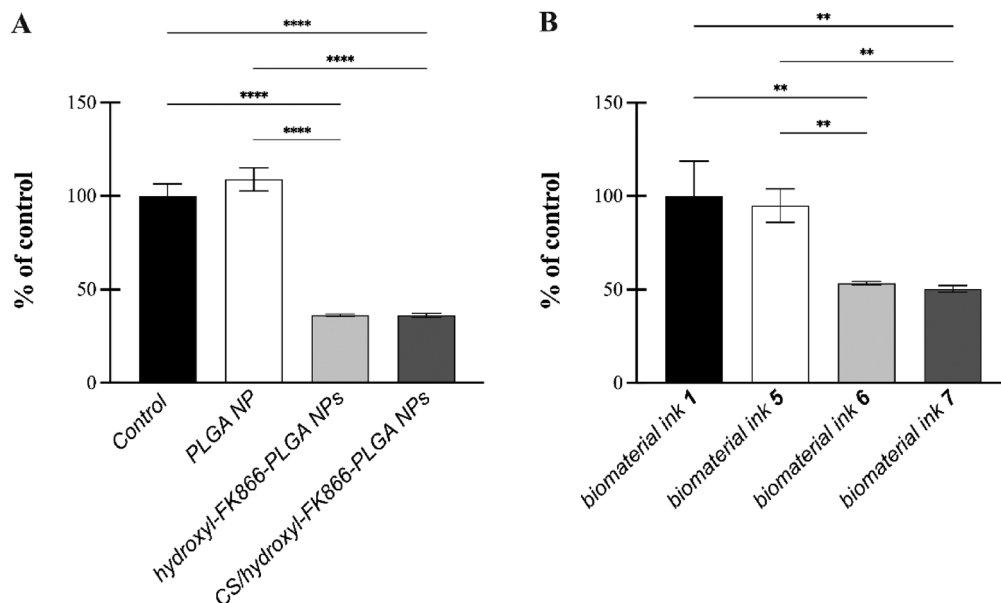 A
****
****
****
****
% of control
150
100
50
0
Control
PLGA NP
hydroxyl-FK866-PLGA NPs
CS/hydroxyl-FK866-PLGA NPs
B
**
**
**
**
% of control
150
100
50
0
biomaterial ink 1
biomaterial ink 5
biomaterial ink 6
biomaterial ink 7